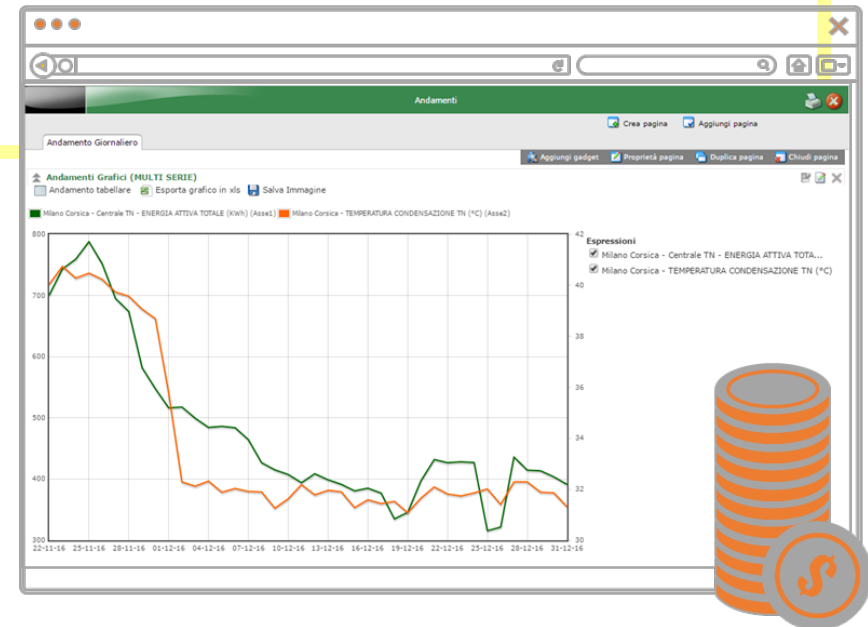 Andamenti
Crea pagina Aggiungi pagina
Andamento Giornaliero
Aggiungi gadget Proprietà pagina Duplica pagina Chiudi pagina
Andamenti Grafici (MULTI SERIE)
Andamento tabellare Esporta grafico in xls Salva Immagine
Milano Corsica - Centrale TN - ENERGIA ATTIVA TOTALE (KWh) (Asse1) Milano Corsica - TEMPERATURA CONDENSAZIONE TN (°C) (Asse2)
800 42
Espressioni
Milano Corsica - Centrale TN - ENERGIA ATTIVA TOTA...
Milano Corsica - TEMPERATURA CONDENSAZIONE TN (°C)
40
700
38
600
36
500
34
400
32
300 30
22-11-16 25-11-16 28-11-16 01-12-16 04-12-16 07-12-16 10-12-16 13-12-16 16-12-16 19-12-16 22-12-16 25-12-16 28-12-16 31-12-16
$